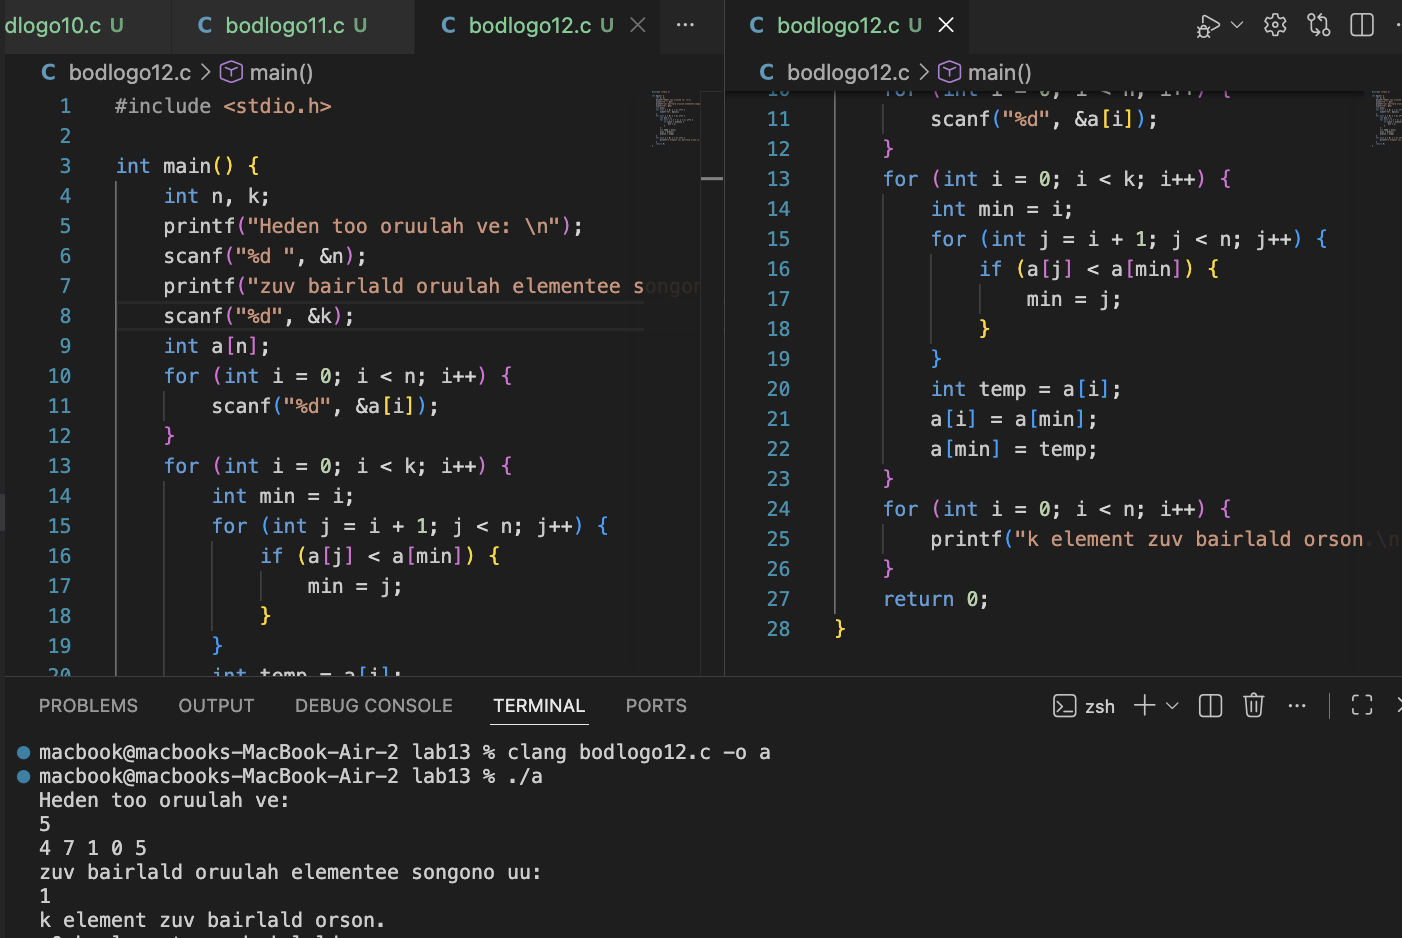 dlogo10.c U
C bodlogo11.c U
C bodlogo12.c U
C bodlogo12.c > main()
1 #include <stdio.h>
2
3 int main() {
4 int n, k;
5 printf("Heden too oruulah ve: \n");
6 scanf("%d ", &n);
7 printf("zuv bairlald oruulah elementee songon
8 scanf("%d", &k);
9 int a[n];
10 for (int i = 0; i < n; i++) {
11 scanf("%d", &a[i]);
12 }
13 for (int i = 0; i < k; i++) {
14 int min = i;
15 for (int j = i + 1; j < n; j++) {
16 if (a[j] < a[min]) {
17 min = j;
18 }
19 }
20 int temp = a[i];
C bodlogo12.c U
C bodlogo12.c > main()
10 for (int i = 0; i < n; i++) {
11 scanf("%d", &a[i]);
12 }
13 for (int i = 0; i < k; i++) {
14 int min = i;
15 for (int j = i + 1; j < n; j++) {
16 if (a[j] < a[min]) {
17 min = j;
18 }
19 }
20 int temp = a[i];
21 a[i] = a[min];
22 a[min] = temp;
23 }
24 for (int i = 0; i < n; i++) {
25 printf("k element zuv bairlald orson.\n
26 }
27 return 0;
28 }
PROBLEMS OUTPUT DEBUG CONSOLE TERMINAL PORTS
zsh
macbook@macbooks-MacBook-Air-2 lab13 % clang bodlogo12.c -o a
macbook@macbooks-MacBook-Air-2 lab13 % ./a
Heden too oruulah ve:
5
4 7 1 0 5
zuv bairlald oruulah elementee songono uu:
1
k element zuv bairlald orson.